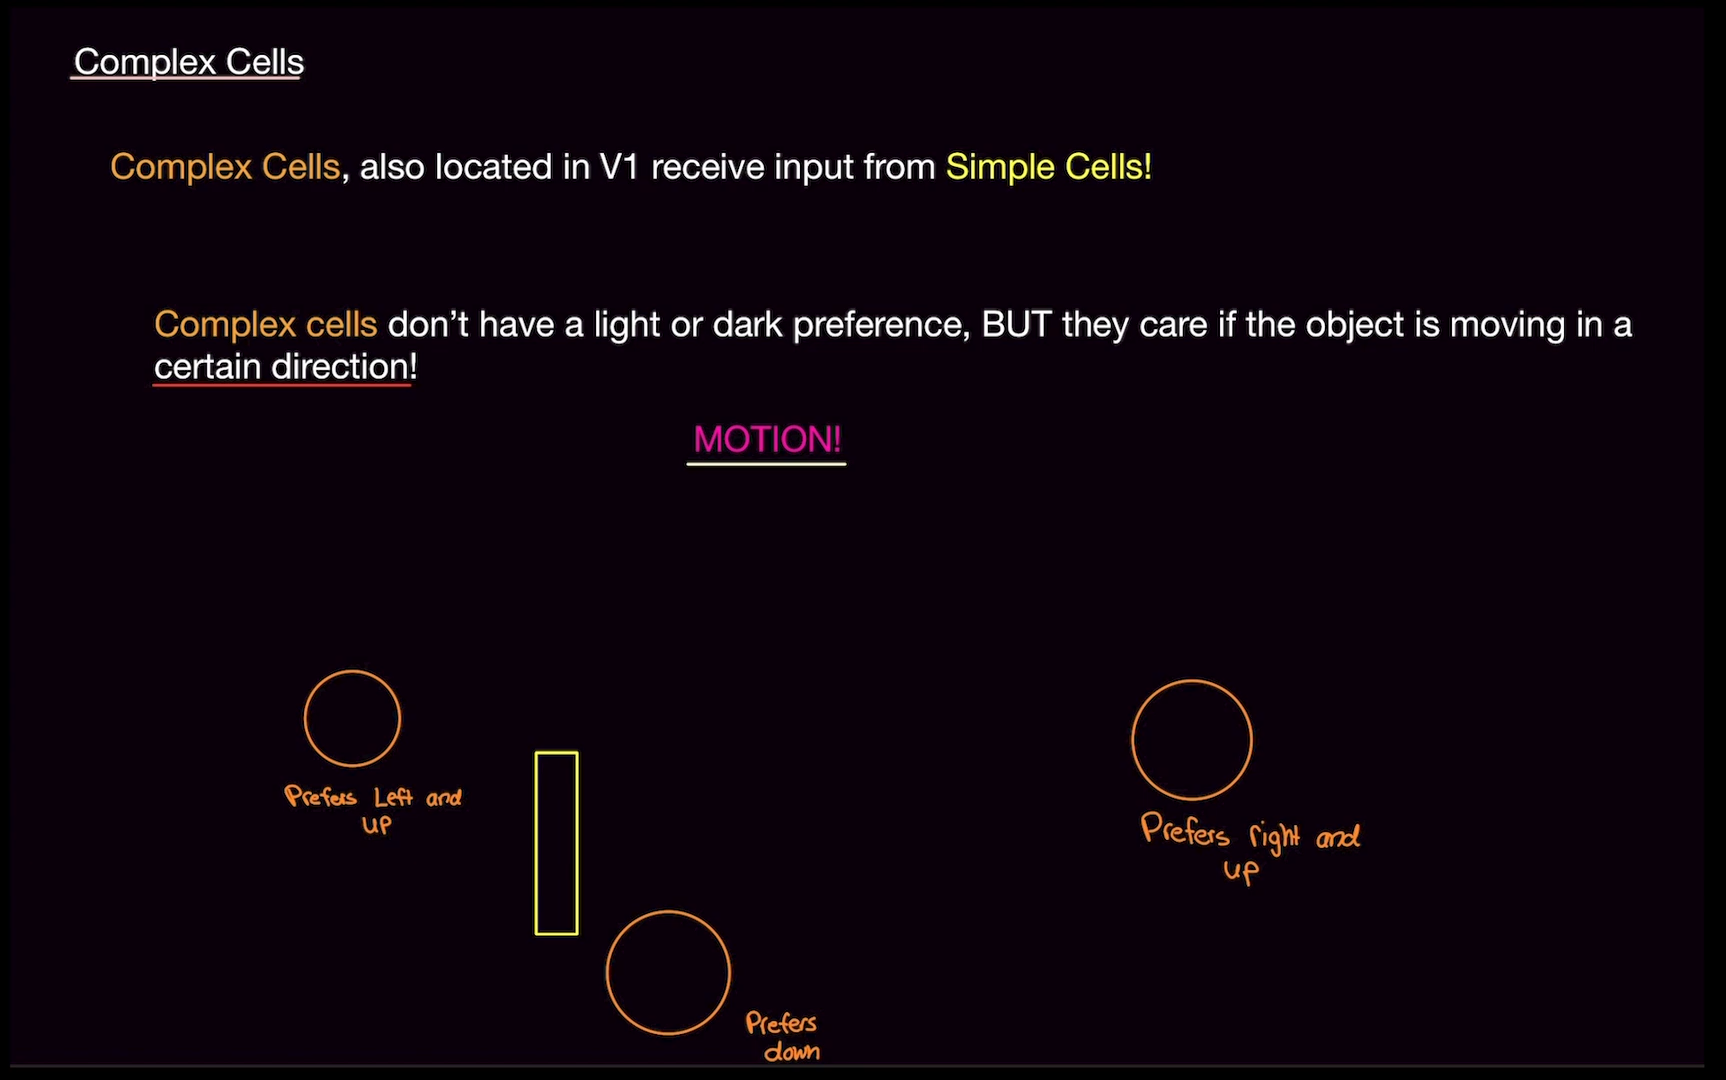 Complex Cells
Complex Cells, also located in V1 receive input from Simple Cells!
Complex cells don’t have a light or dark preference, BUT they care if the object is moving in a
certain direction!
MOTION!
Prefers Left and
up
Prefers right and
up
Prefers
down